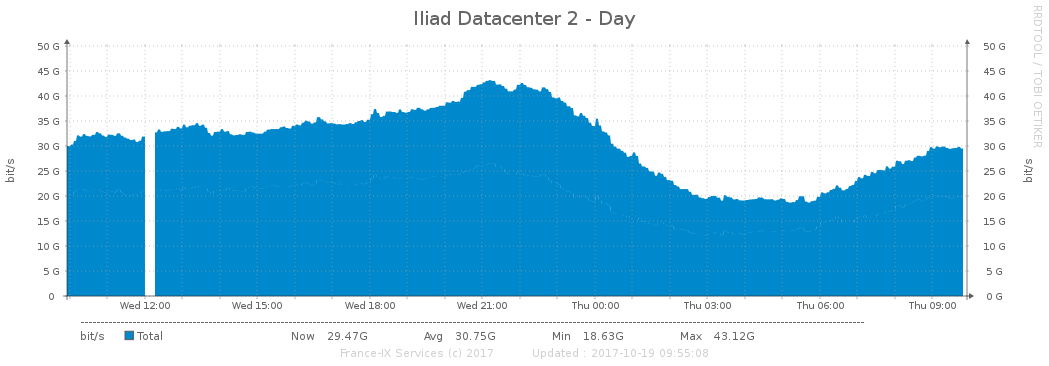 Iliad Datacenter 2 - Day
RRDTOOL / TOBI OETIKER
50 G 50 G
45 G 45 G
40 G 40 G
35 G 35 G
30 G 30 G
25 G 25 G
20 G 20 G
15 G 15 G
10 G 10 G
5 G 5 G
0 0 G
bit/s
bit/s
Wed 12:00 Wed 15:00 Wed 18:00 Wed 21:00 Thu 00:00 Thu 03:00 Thu 06:00 Thu 09:00
bit/s Total Now 29.47G Avg 30.75G Min 18.63G Max 43.12G
France-IX Services (c) 2017 Updated : 2017-10-19 09:55:08